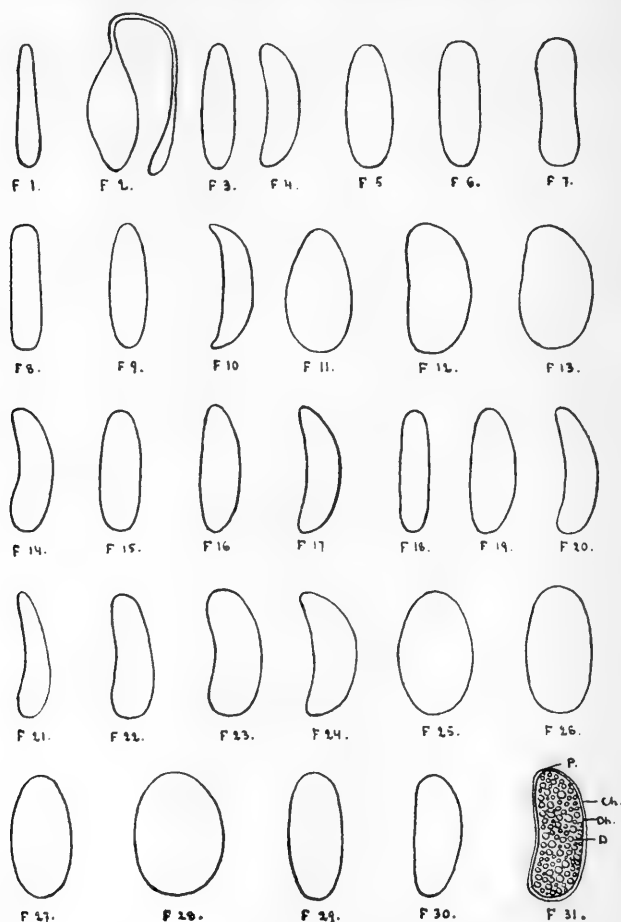 F 1. F 2. F 3. F 4. F 5 F 6. F 7.
F 8. F 9. F 10 F 11. F 12. F 13.
F 14. F 15. F 16 F 17 F 18. F 19. F 20.
F 21. F 22. F 23. F 24. F 25. F 26.
P.
Ch.
Dh.
D
F 27. F 28. F 29. F 30. F 31.